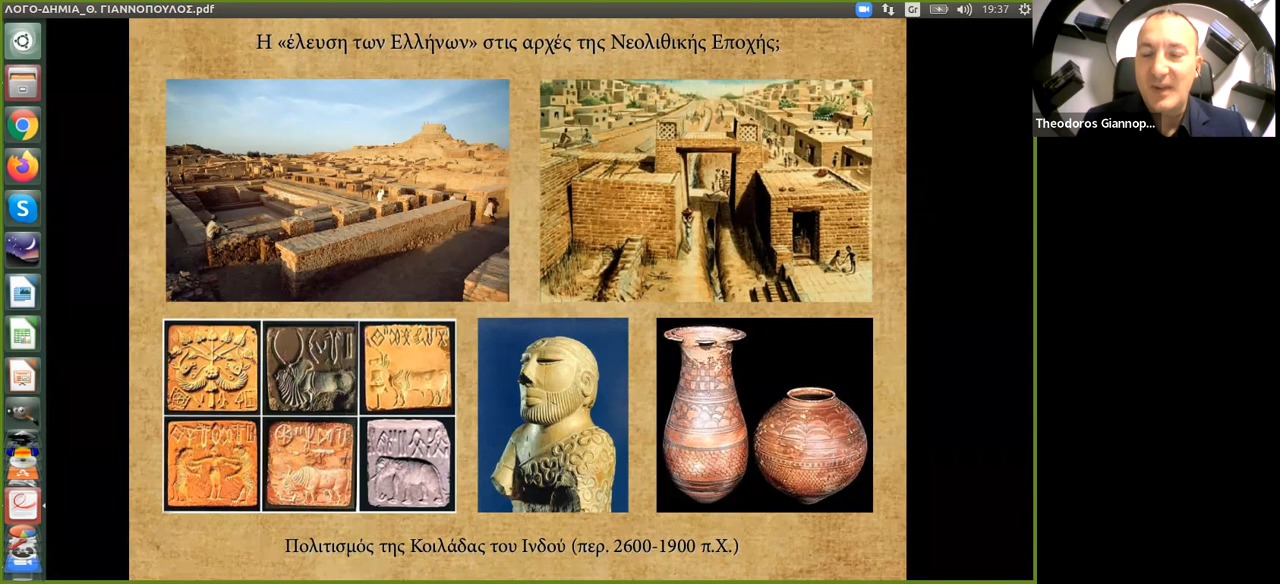 ΛΟΓΟ-ΔΗΜΙΑ_Θ. ΓΙΑΝΝΟΠΟΥΛΟΣ.pdf
Gr
19:37
Η «έλευση των Ελλήνων» στις αρχές της Νεολιθικής Εποχής;
Theodoros Giannop...
S
Πολιτισμός της Κοιλάδας του Ινδού (περ. 2600-1900 π.Χ.)